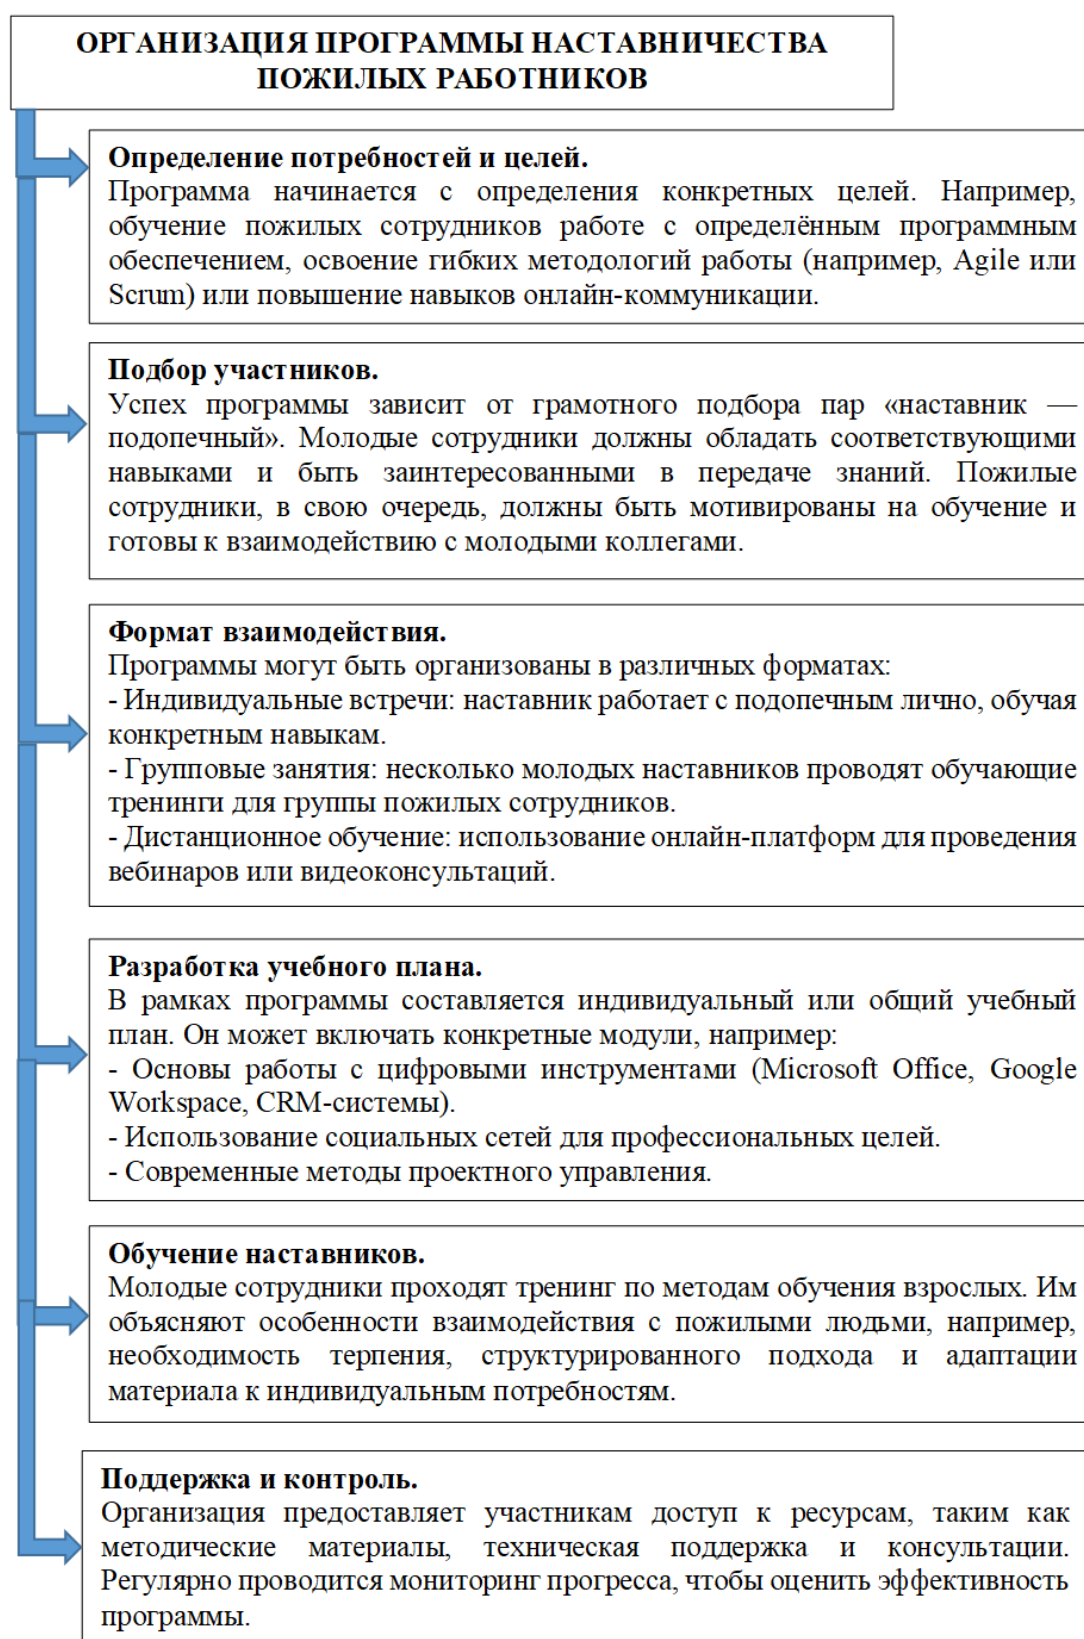 ОРГАНИЗАЦИЯ ПРОГРАММЫ НАСТАВНИЧЕСТВА
ПОЖИЛЫХ РАБОТНИКОВ
Определение потребностей и целей.
Программа начинается с определения конкретных целей. Например,
обучение пожилых сотрудников работе с определённым программным
обеспечением, освоение гибких методологий работы (например, Agile или
Scrum) или повышение навыков онлайн-коммуникации.
Подбор участников.
Успех программы зависит от грамотного подбора пар «наставник —
подопечный». Молодые сотрудники должны обладать соответствующими
навыками и быть заинтересованными в передаче знаний. Пожилые
сотрудники, в свою очередь, должны быть мотивированы на обучение и
готовы к взаимодействию с молодыми коллегами.
Формат взаимодействия.
Программы могут быть организованы в различных форматах:
- Индивидуальные встречи: наставник работает с подопечным лично, обучая
конкретным навыкам.
- Групповые занятия: несколько молодых наставников проводят обучающие
тренинги для группы пожилых сотрудников.
- Дистанционное обучение: использование онлайн-платформ для проведения
вебинаров или видеоконсультаций.
Разработка учебного плана.
В рамках программы составляется индивидуальный или общий учебный
план. Он может включать конкретные модули, например:
- Основы работы с цифровыми инструментами (Microsoft Office, Google
Workspace, CRM-системы).
- Использование социальных сетей для профессиональных целей.
- Современные методы проектного управления.
Обучение наставников.
Молодые сотрудники проходят тренинг по методам обучения взрослых. Им
объясняют особенности взаимодействия с пожилыми людьми, например,
необходимость терпения, структурированного подхода и адаптации
материала к индивидуальным потребностям.
Поддержка и контроль.
Организация предоставляет участникам доступ к ресурсам, таким как
методические материалы, техническая поддержка и консультации.
Регулярно проводится мониторинг прогресса, чтобы оценить эффективность
программы.